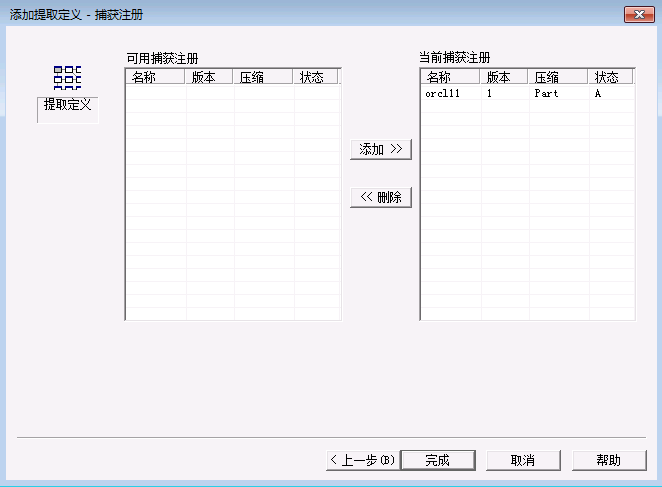 添加提取定义 - 捕获注册
提取定义
可用捕获注册
名称 版本 压缩 状态
添加 >>
<< 删除
当前捕获注册
名称 版本 压缩 状态
orcl11 1 Part A
< 上一步(B) 完成 取消 帮助